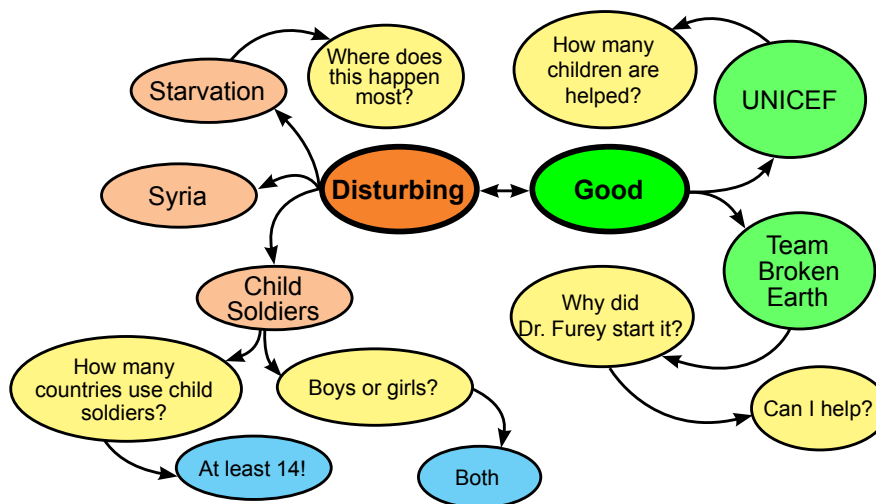 Starvation
Where does
this happen
most?
How many
children are
helped?
UNICEF
Syria
Disturbing
Good
Team
Broken
Earth
Child
Soldiers
Why did
Dr. Furey start it?
How many
countries use child
soldiers?
Boys or girls?
Can I help?
At least 14!
Both